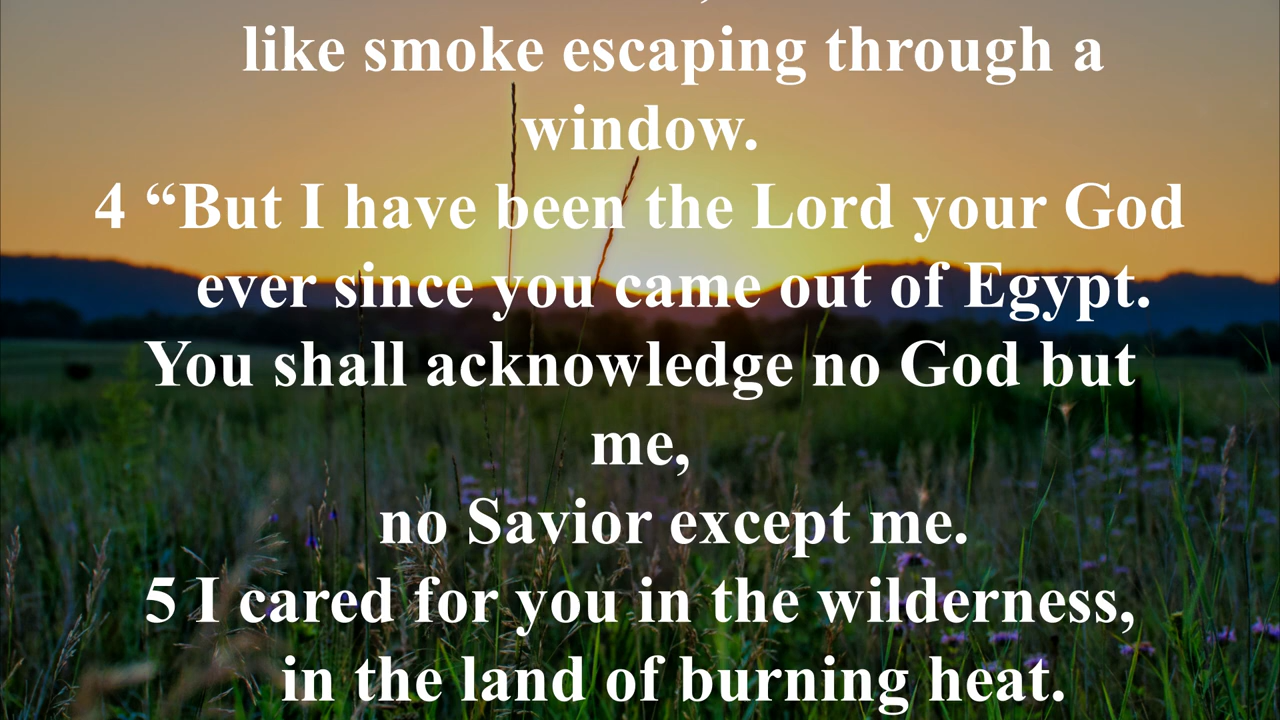 like smoke escaping through a
window.
4 “But I have been the Lord your God
ever since you came out of Egypt.
You shall acknowledge no God but
me,
no Savior except me.
5 I cared for you in the wilderness,
in the land of burning heat.